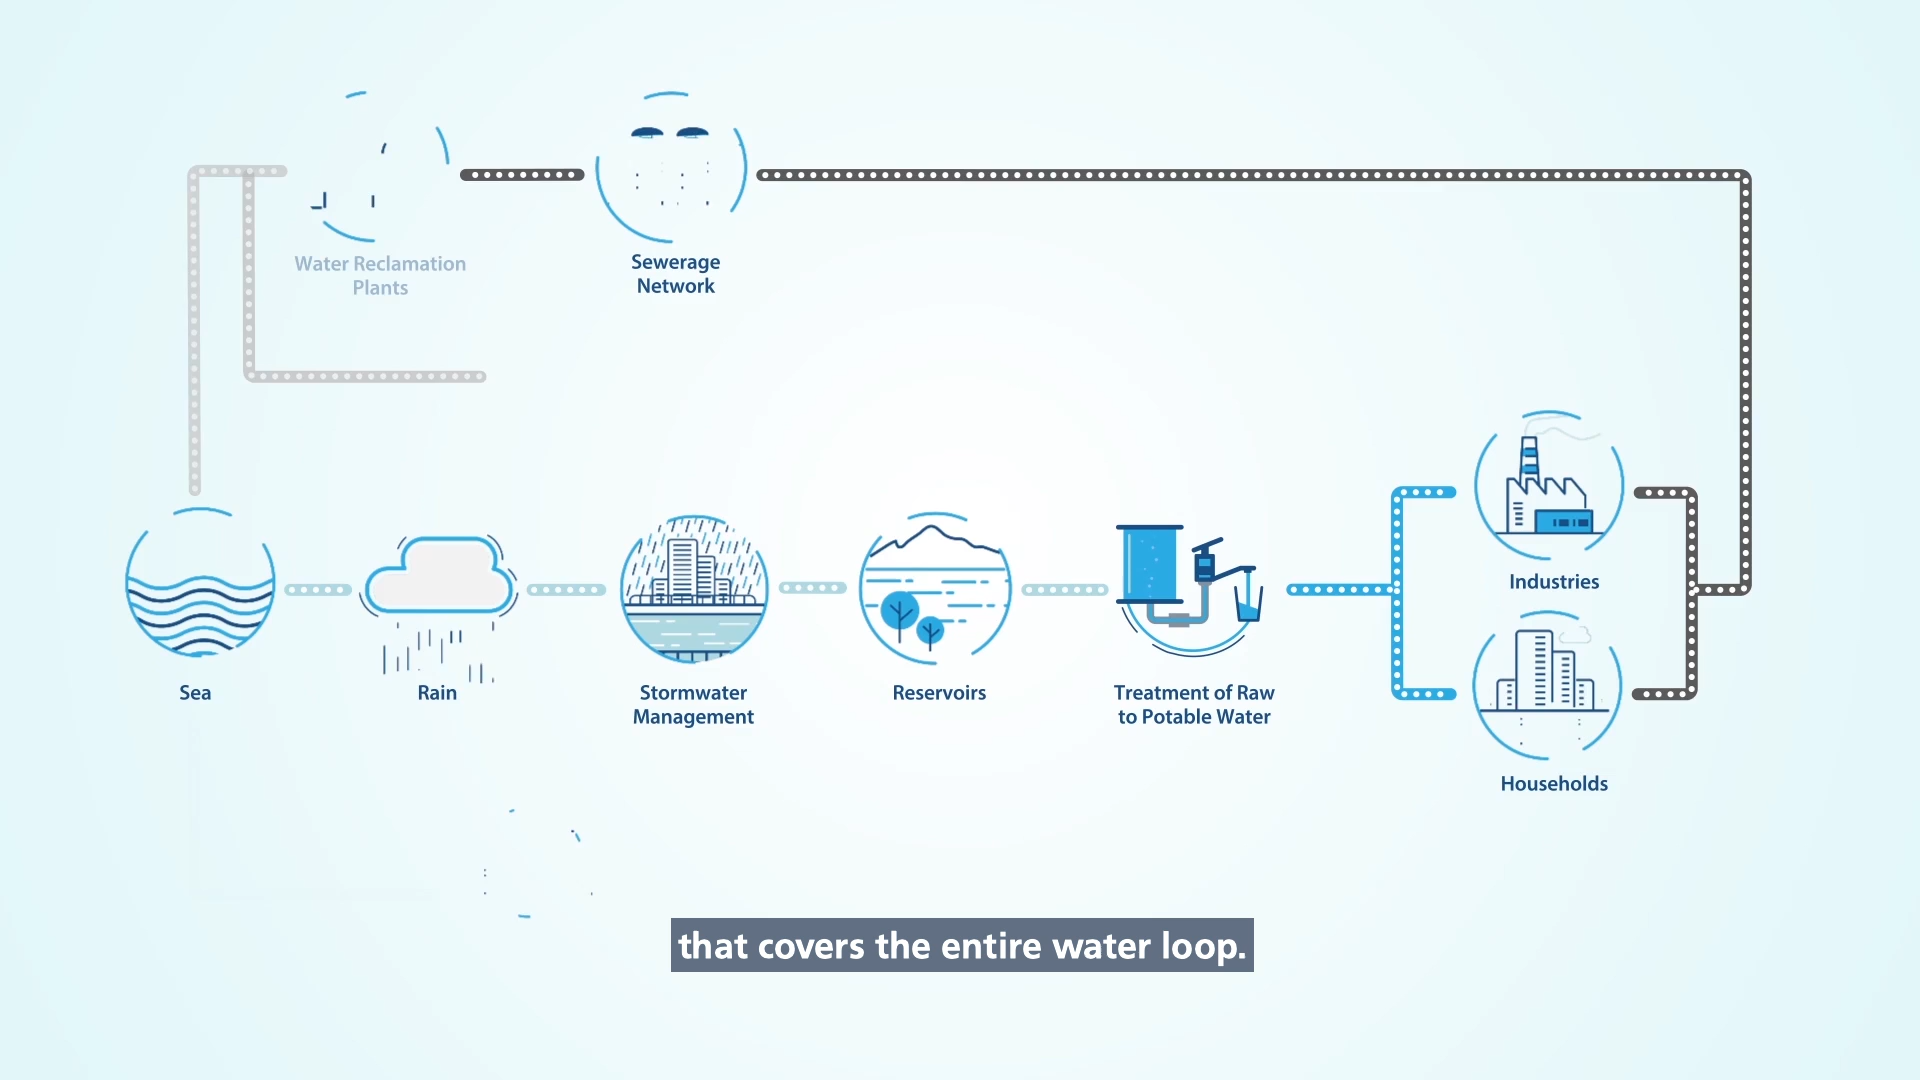 Water Reclamation
Plants
Sewerage
Network
Industries
Sea
Rain
Stormwater
Management
Reservoirs
Treatment of Raw
to Potable Water
Households
that covers the entire water loop.